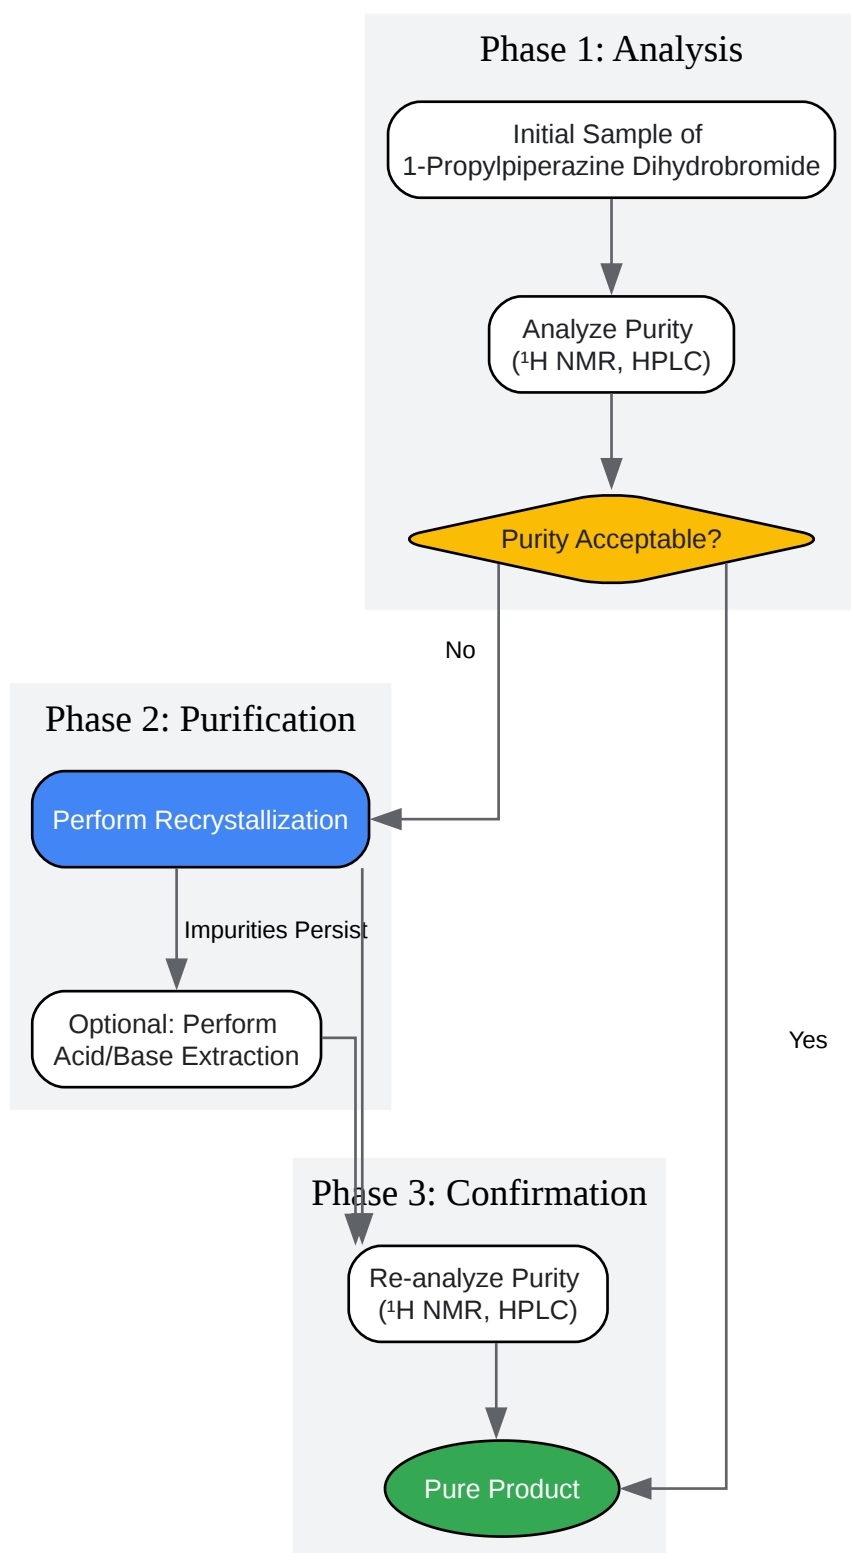 Phase 1: Analysis
Initial Sample of
1-Propylpiperazine Dihydrobromide
Analyze Purity
(¹H NMR, HPLC)
Purity Acceptable?
No
Phase 2: Purification
Perform Recrystallization
Impurities Persist
Optional: Perform
Acid/Base Extraction
Yes
Phase 3: Confirmation
Re-analyze Purity
(¹H NMR, HPLC)
Pure Product